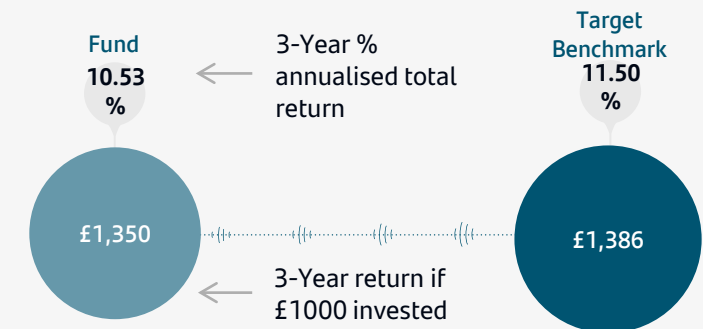 Fund
10.53
%
3-Year %
annualised total
return
Target
Benchmark
11.50
%
£1,350
£1,386
3-Year return if
£1000 invested